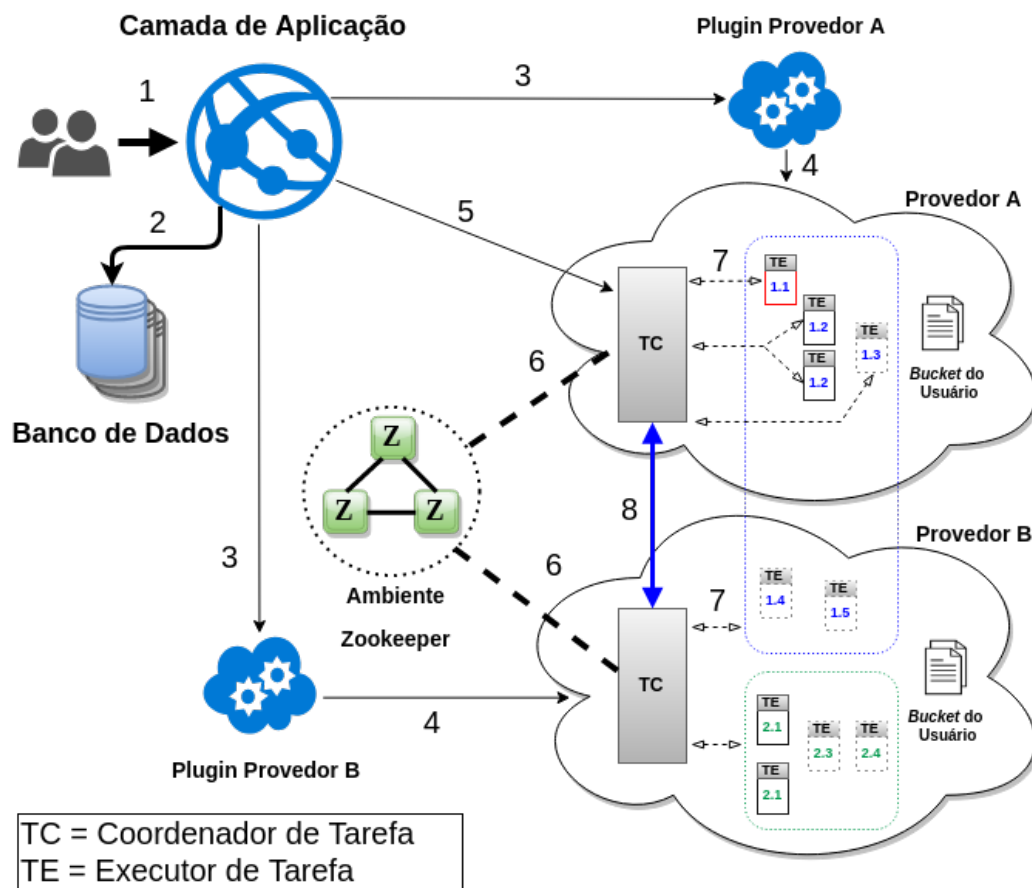 Camada de Aplicação
Plugin Provedor A
1
3
4
2
5
Provedor A
7
TE
1.1
TE
1.2
TE
1.3
TC
TE
1.2
Bucket do
Usuário
6
Banco de Dados
Z
Z
Z
8
3
Ambiente
Zookeeper
6
Provedor B
7
TE
1.4
TE
1.5
TC
Bucket do
Usuário
4
Plugin Provedor B
TE
2.1
TE
2.3
TE
2.4
TE
2.1
TC = Coordenador de Tarefa
TE = Executor de Tarefa